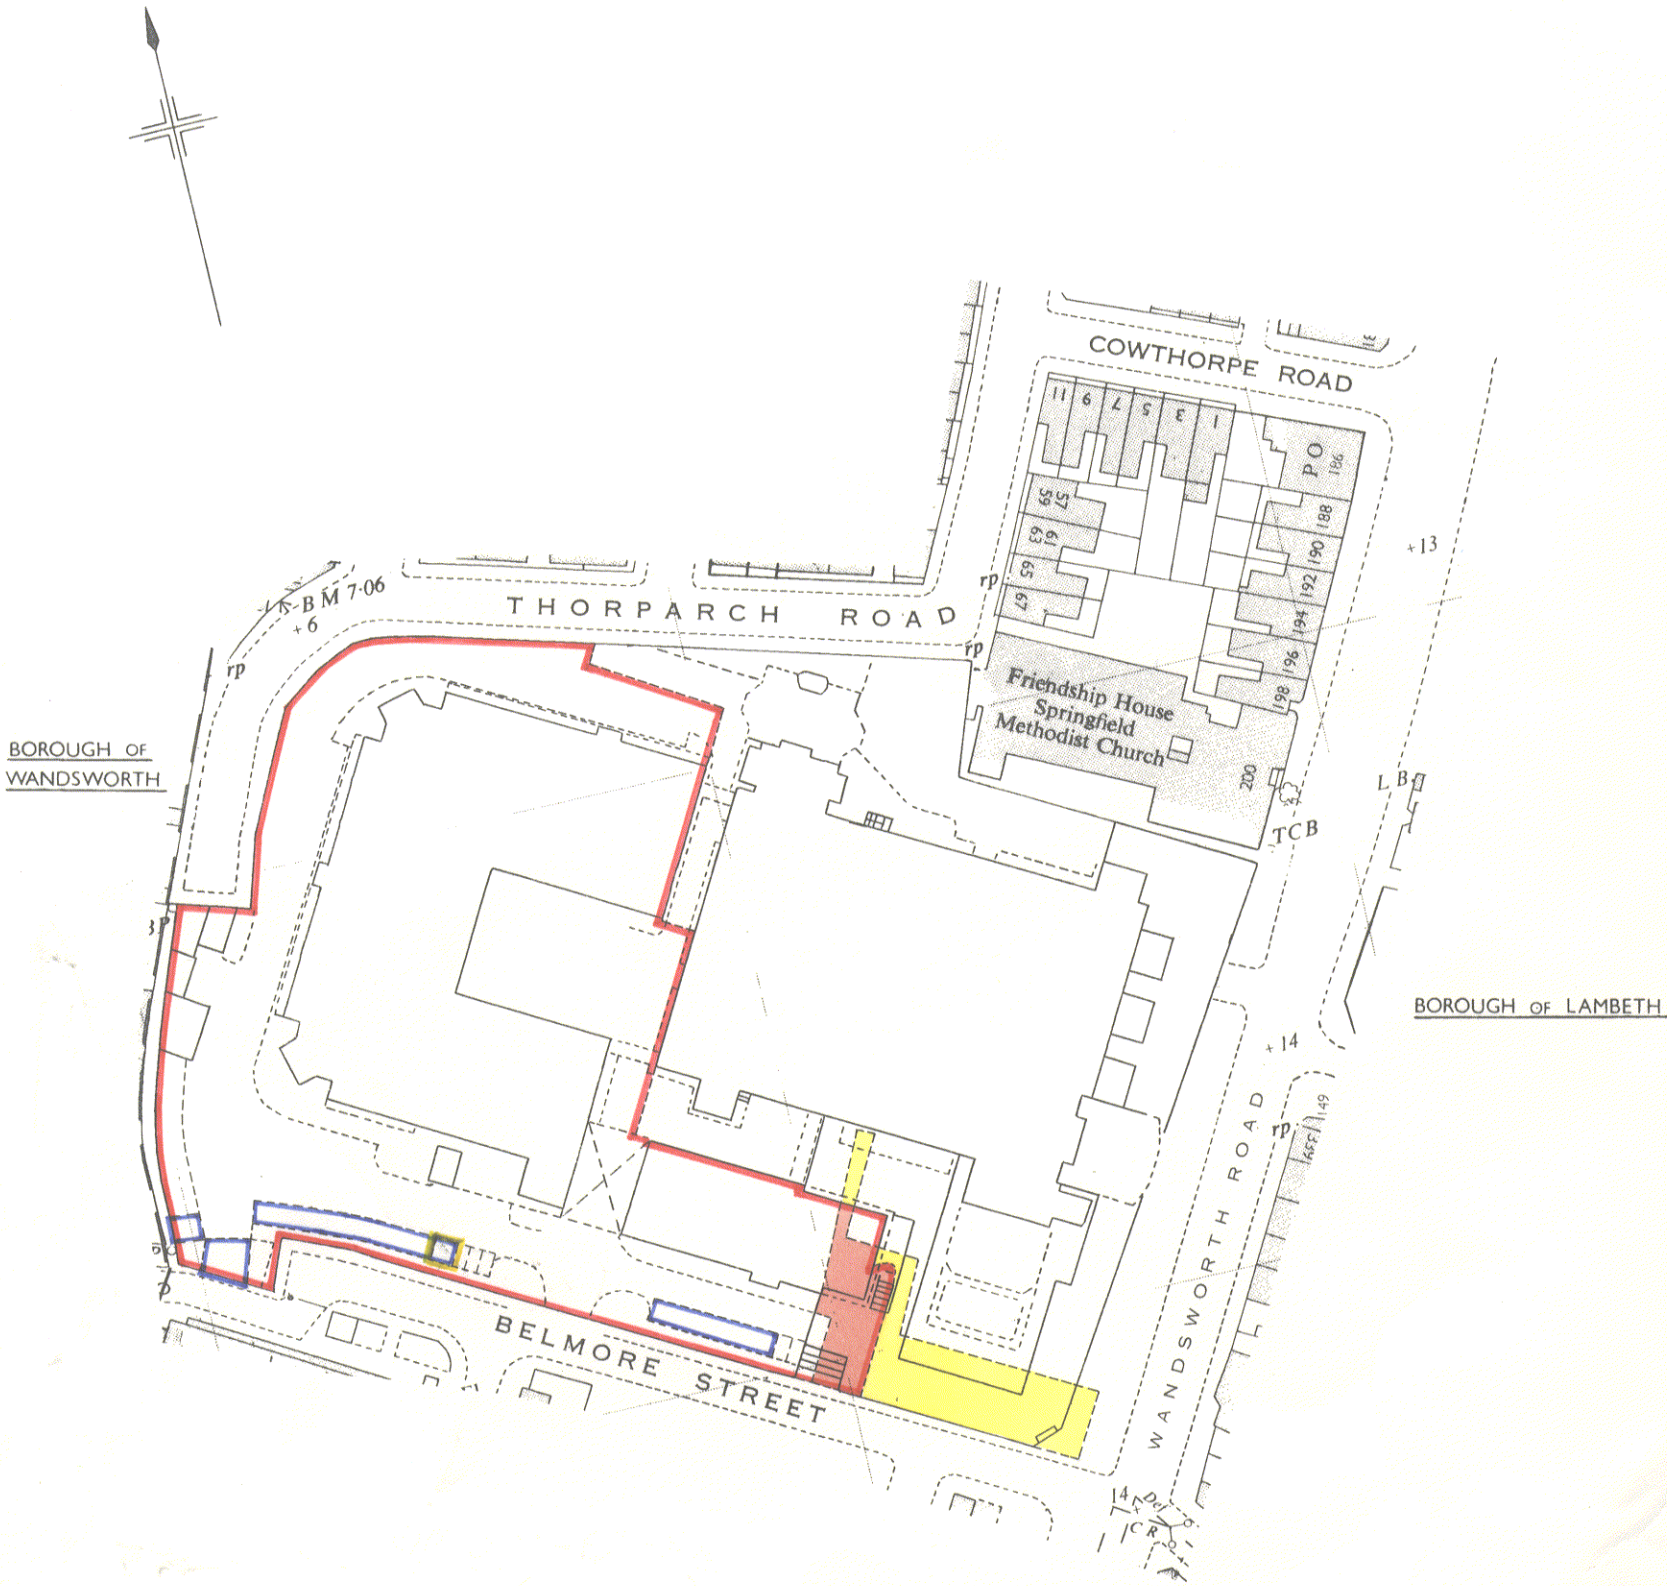 COWTHORPE ROAD
31
11
9
7
5
3
1
P O
186
57
59
188
61
63
190
+13
65
192
67
194
rp
196
198
B M 7·06
+6
THORPARCH ROAD
rp
rp
Friendship House
Springfield
Methodist Church
200
L B
TCB
BOROUGH OF
WANDSWORTH
BOROUGH OF LAMBETH
+14
149
rp
WANDSWORTH ROAD
BELMORE STREET
14
Def
C R